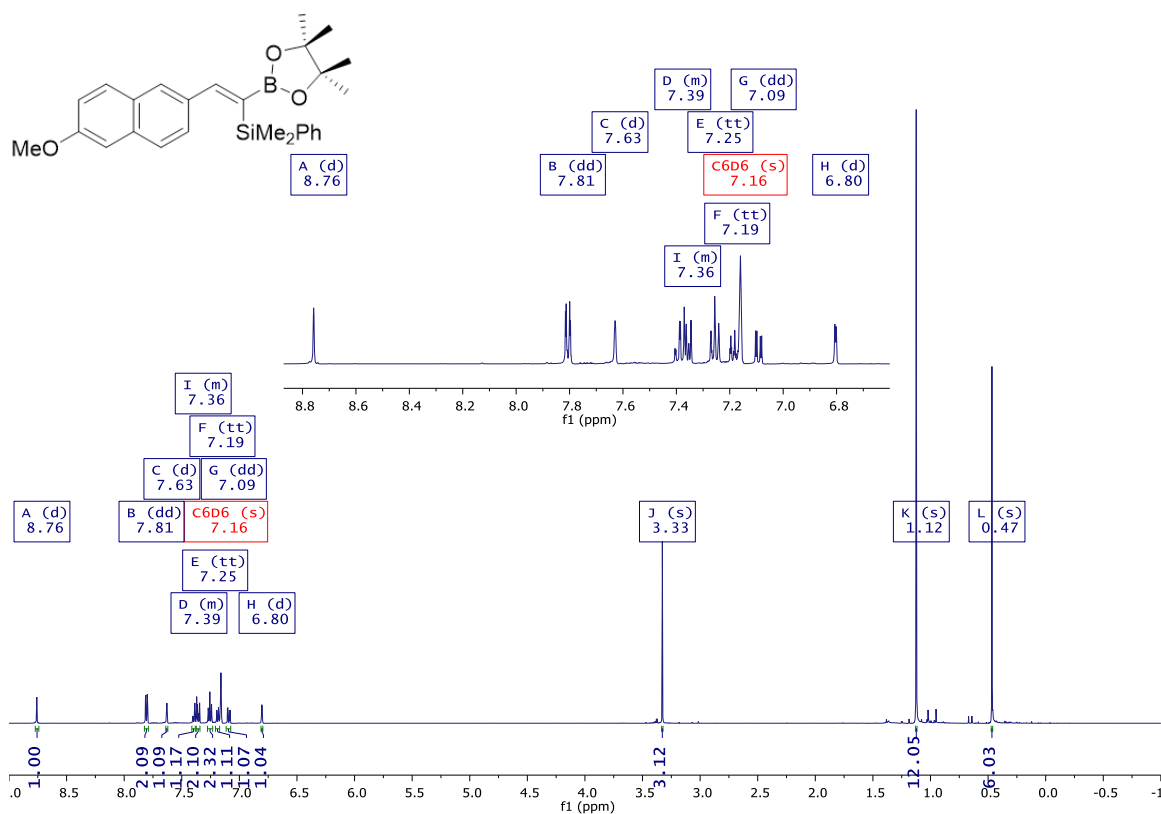 O
B
O
SiMe2Ph
MeO
A (d)
8.76
B (dd)
7.81
C (d)
7.63
D (m)
7.39
E (tt)
7.25
C6D6 (s)
7.16
F (tt)
7.19
I (m)
7.36
G (dd)
7.09
H (d)
6.80
8.8 8.6 8.4 8.2 8.0 7.8 7.6 7.4 7.2 7.0 6.8
f1 (ppm)
I (m)
7.36
F (tt)
7.19
C (d)
7.63
G (dd)
7.09
A (d)
8.76
B (dd)
7.81
C6D6 (s)
7.16
E (tt)
7.25
D (m)
7.39
H (d)
6.80
J (s)
3.33
K (s)
1.12
L (s)
0.47
1.00
2.09
1.09
1.17
2.32
1.07
1.04
3.12
12.05
6.03
.0 8.5 8.0 7.5 7.0 6.5 6.0 5.5 5.0 4.5 4.0 3.5 3.0 2.5 2.0 1.5 1.0 0.5 0.0 -0.5 -1
f1 (ppm)